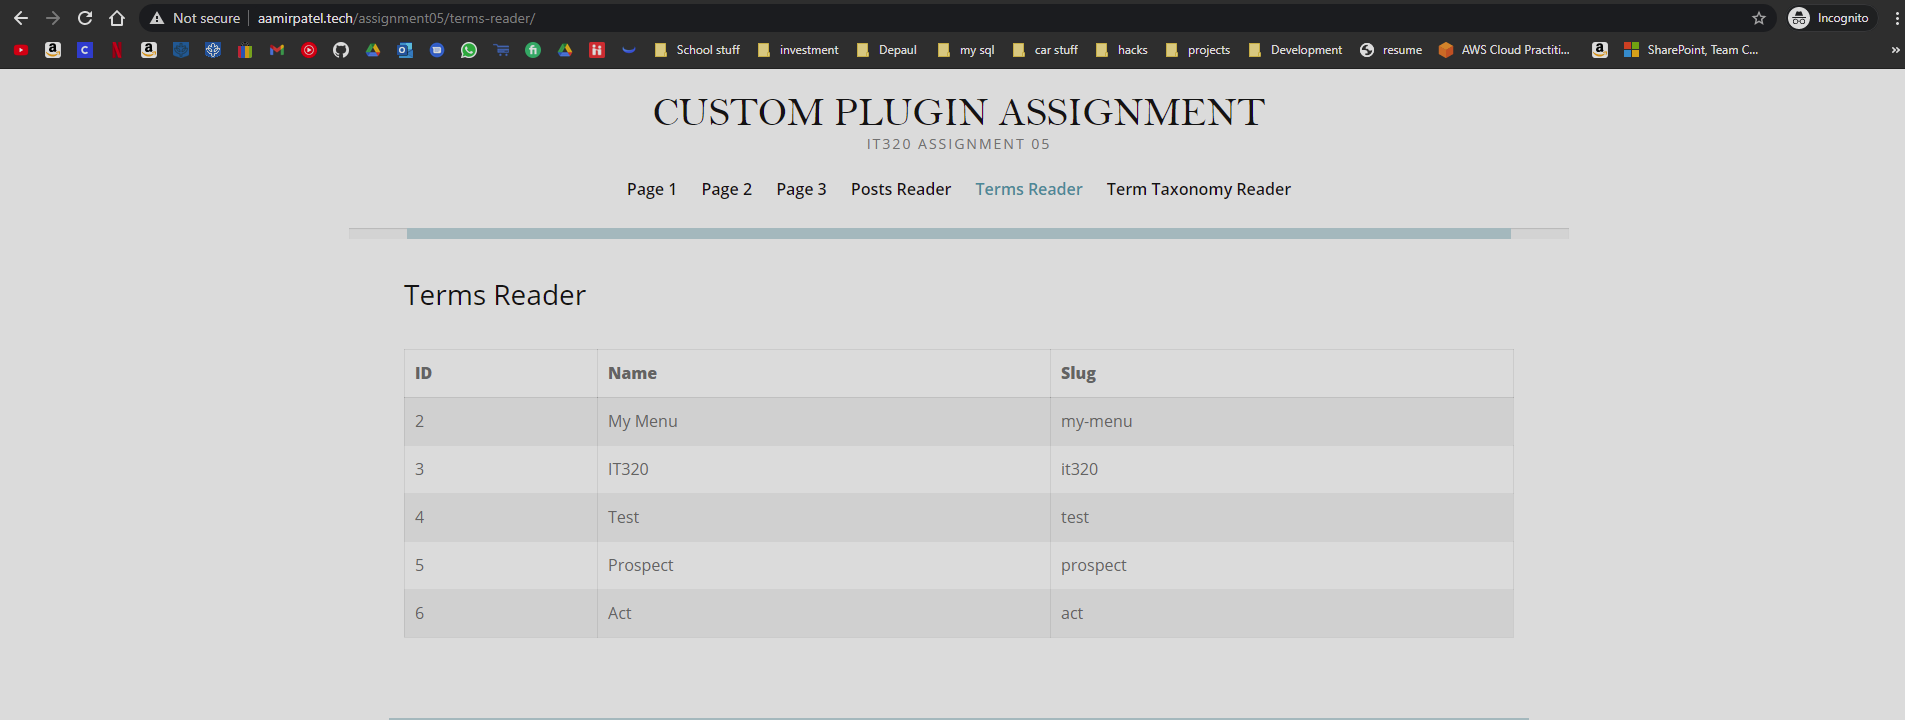 Not secure aamirpatel.tech/assignment05/terms-reader/ Incognito
School stuff investment Depaul my sql car stuff hacks projects Development resume AWS Cloud Practiti... SharePoint, Team C... »
CUSTOM PLUGIN ASSIGNMENT
IT320 ASSIGNMENT 05
Page 1 Page 2 Page 3 Posts Reader Terms Reader Term Taxonomy Reader
Terms Reader
ID Name Slug
2 My Menu my-menu
3 IT320 it320
4 Test test
5 Prospect prospect
6 Act act